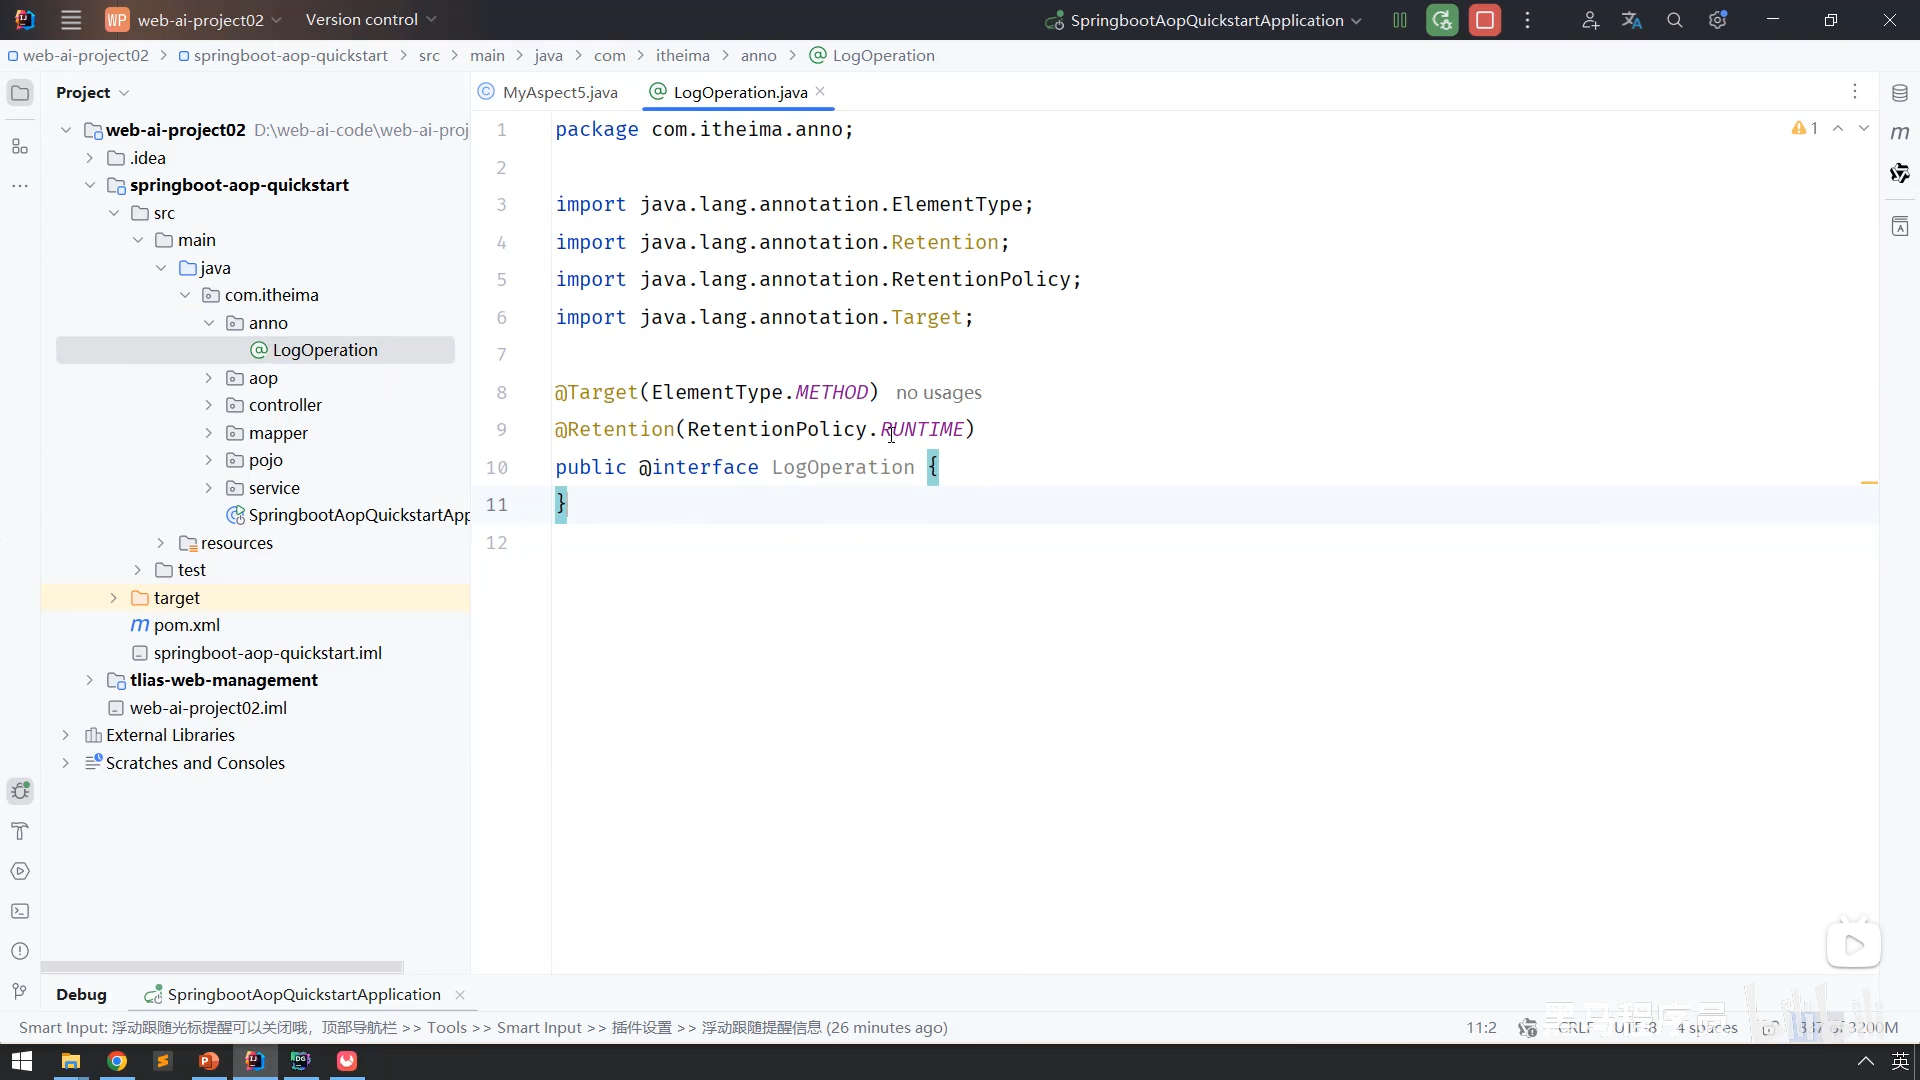 WP web-ai-project02 Version control SpringbootAopQuickstartApplication
web-ai-project02 > springboot-aop-quickstart > src > main > java > com > itheima > anno > LogOperation
Project
web-ai-project02 D:\web-ai-code\web-ai-proj
.idea
springboot-aop-quickstart
src
main
java
com.itheima
anno
LogOperation
aop
controller
mapper
pojo
service
SpringbootAopQuickstartApp
resources
test
target
pom.xml
springboot-aop-quickstart.iml
tlias-web-management
web-ai-project02.iml
External Libraries
Scratches and Consoles
MyAspect5.java LogOperation.java
1 package com.itheima.anno;
2
3 import java.lang.annotation.ElementType;
4 import java.lang.annotation.Retention;
5 import java.lang.annotation.RetentionPolicy;
6 import java.lang.annotation.Target;
7
8 @Target(ElementType.METHOD) no usages
9 @Retention(RetentionPolicy.RUNTIME)
10 public @interface LogOperation {
11 }
12
1
Debug SpringbootAopQuickstartApplication
Smart Input: 浮动跟随光标提醒可以关闭哦，顶部导航栏 >> Tools >> Smart Input >> 插件设置 >> 浮动跟随提醒信息 (26 minutes ago)
11:2 CRLF UTF-8 4 spaces
黑马程序员
英